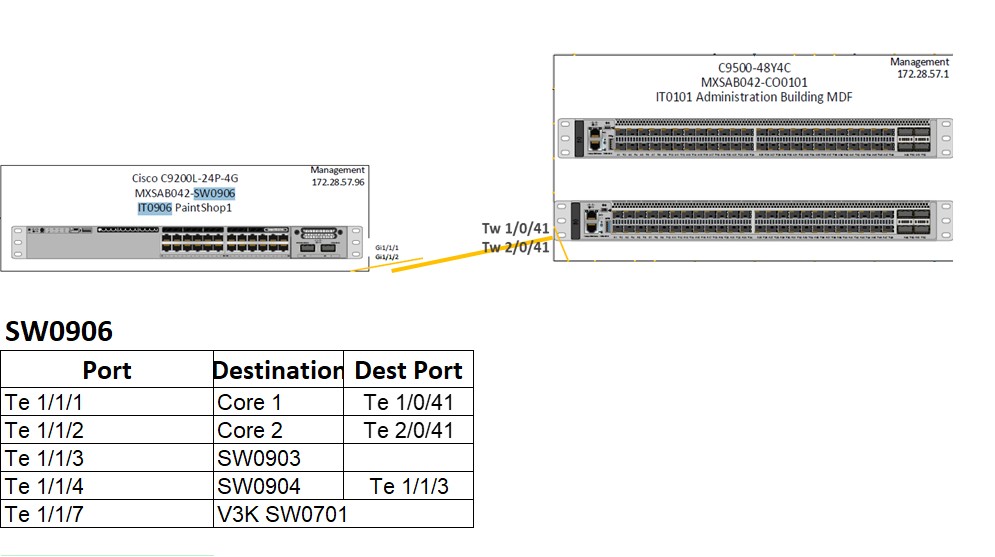 C9500-48Y4C
MXSAB042-CO0101
IT0101 Administration Building MDF
Management
172.28.57.1
Cisco C9200L-24P-4G
MXSAB042-SW0906
IT0906 PaintShop1
Management
172.28.57.96
Gi1/1/1
Gi1/1/2
Tw 1/0/41
Tw 2/0/41
SW0906
Port Destination Dest Port
Te 1/1/1 Core 1 Te 1/0/41
Te 1/1/2 Core 2 Te 2/0/41
Te 1/1/3 SW0903
Te 1/1/4 SW0904 Te 1/1/3
Te 1/1/7 V3K SW0701